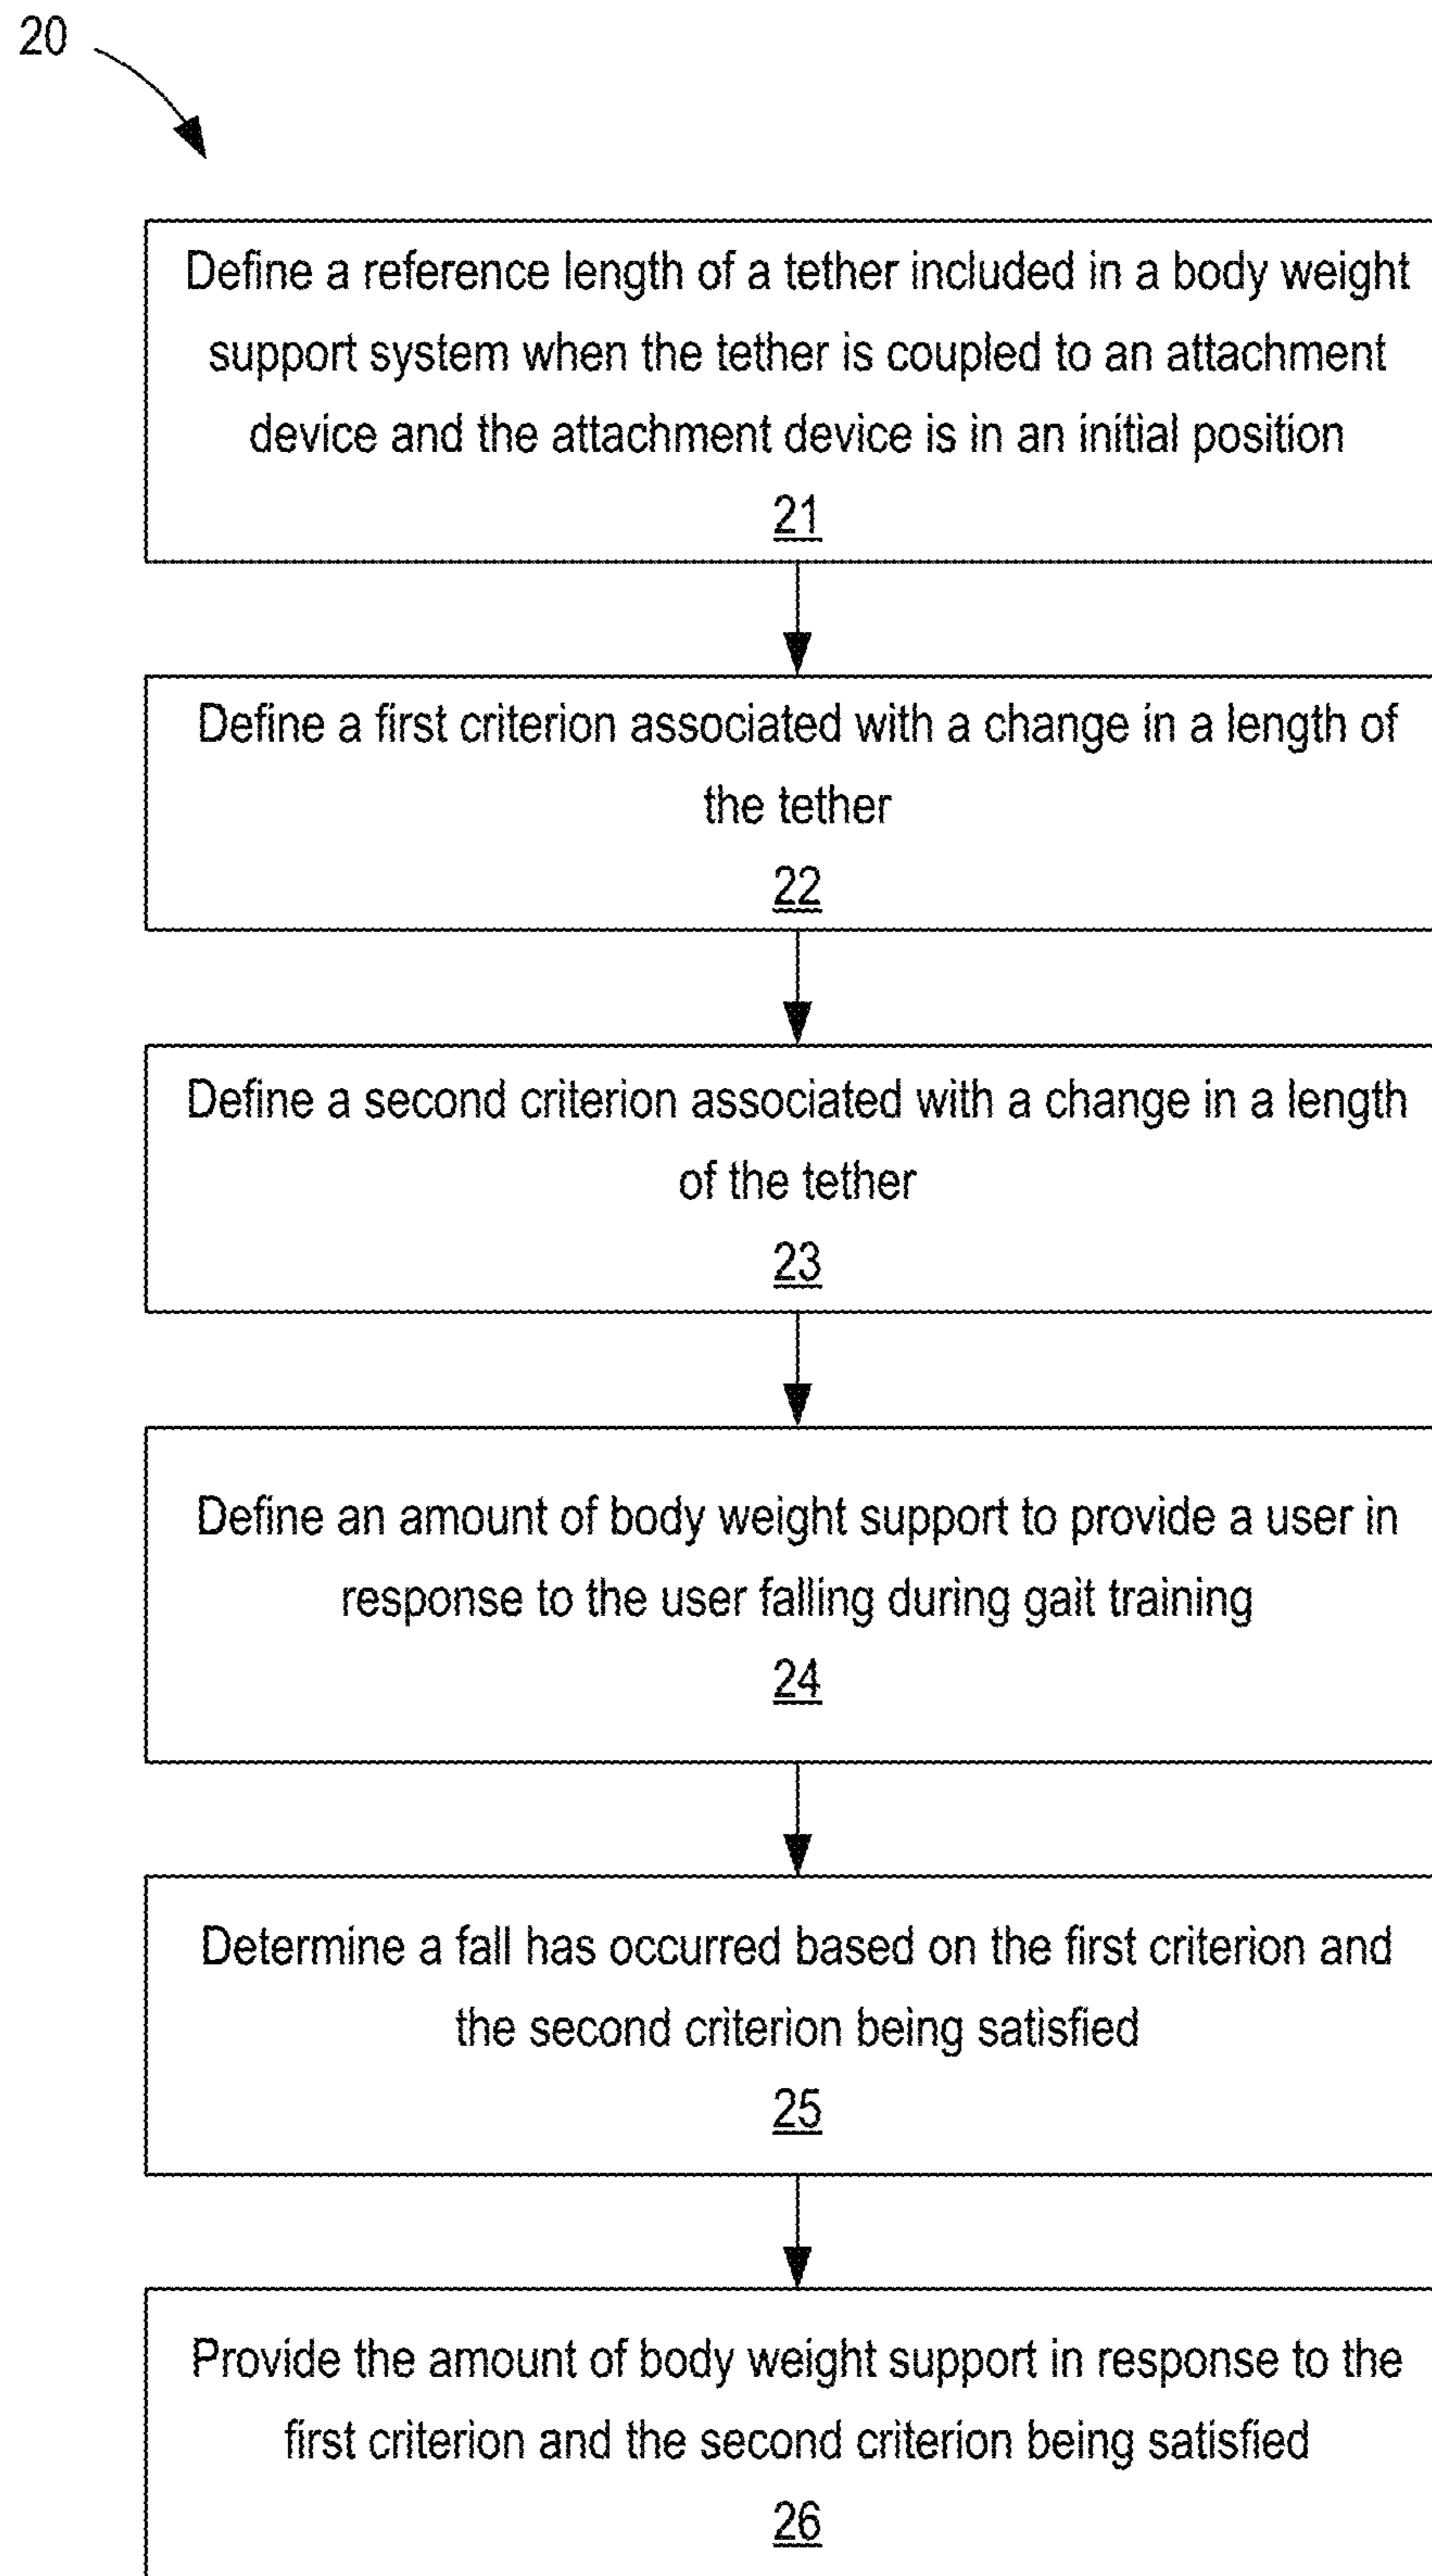 20
Define a reference length of a tether included in a body weight
support system when the tether is coupled to an attachment
device and the attachment device is in an initial position
21
Define a first criterion associated with a change in a length of
the tether
22
Define a second criterion associated with a change in a length
of the tether
23
Define an amount of body weight support to provide a user in
response to the user falling during gait training
24
Determine a fall has occurred based on the first criterion and
the second criterion being satisfied
25
Provide the amount of body weight support in response to the
first criterion and the second criterion being satisfied
26